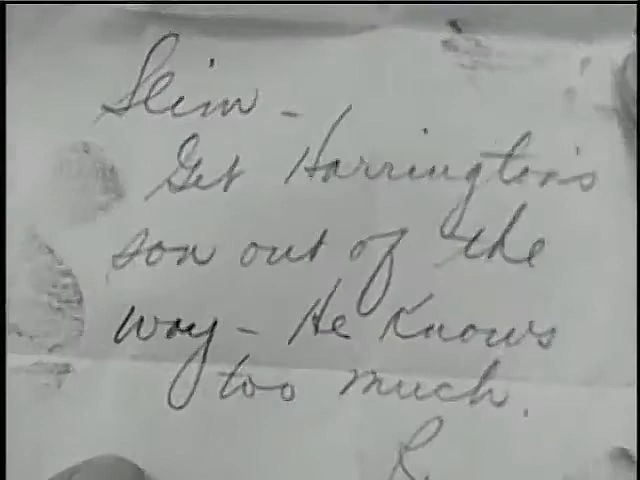 Slim -
Get Harrington's
son out of the
way - He knows
too much.
R.